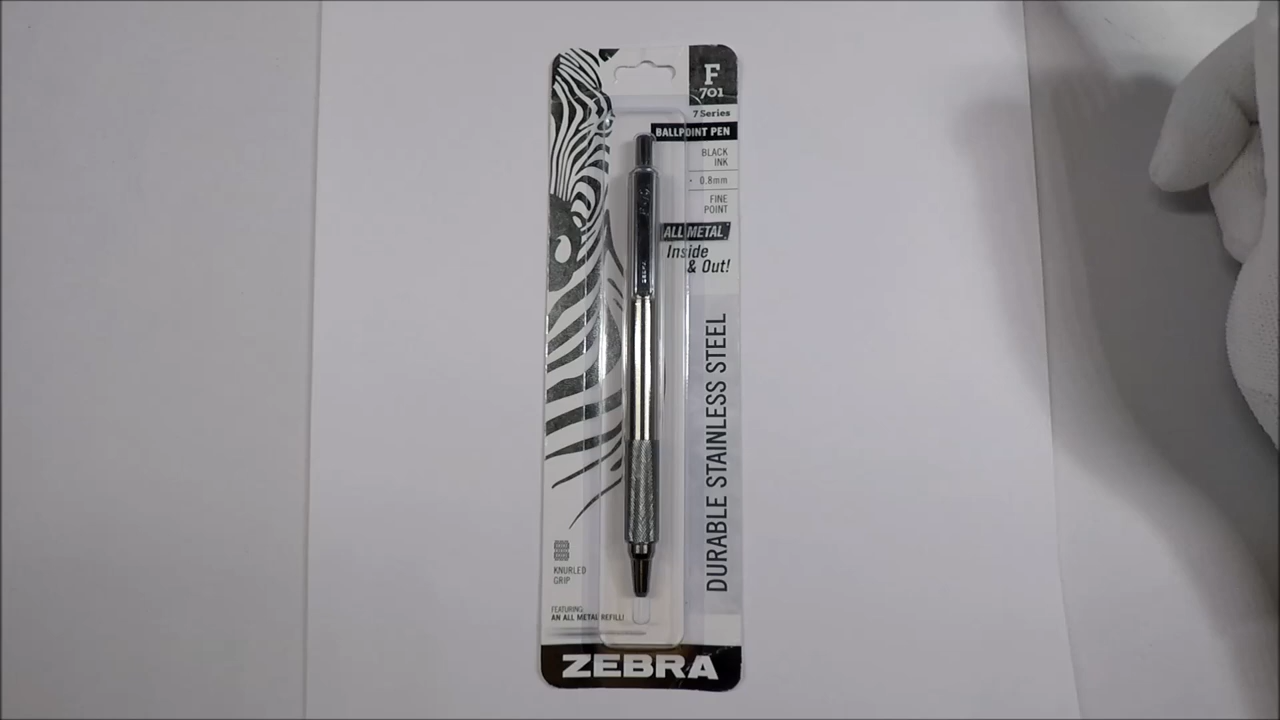 F
701
7 Series
BALLPOINT PEN
BLACK
INK
0.8mm
FINE
POINT
ALL METAL
Inside
& Out!
DURABLE STAINLESS STEEL
KNURLED
GRIP
FEATURING
AN ALL METAL REFILL!
ZEBRA